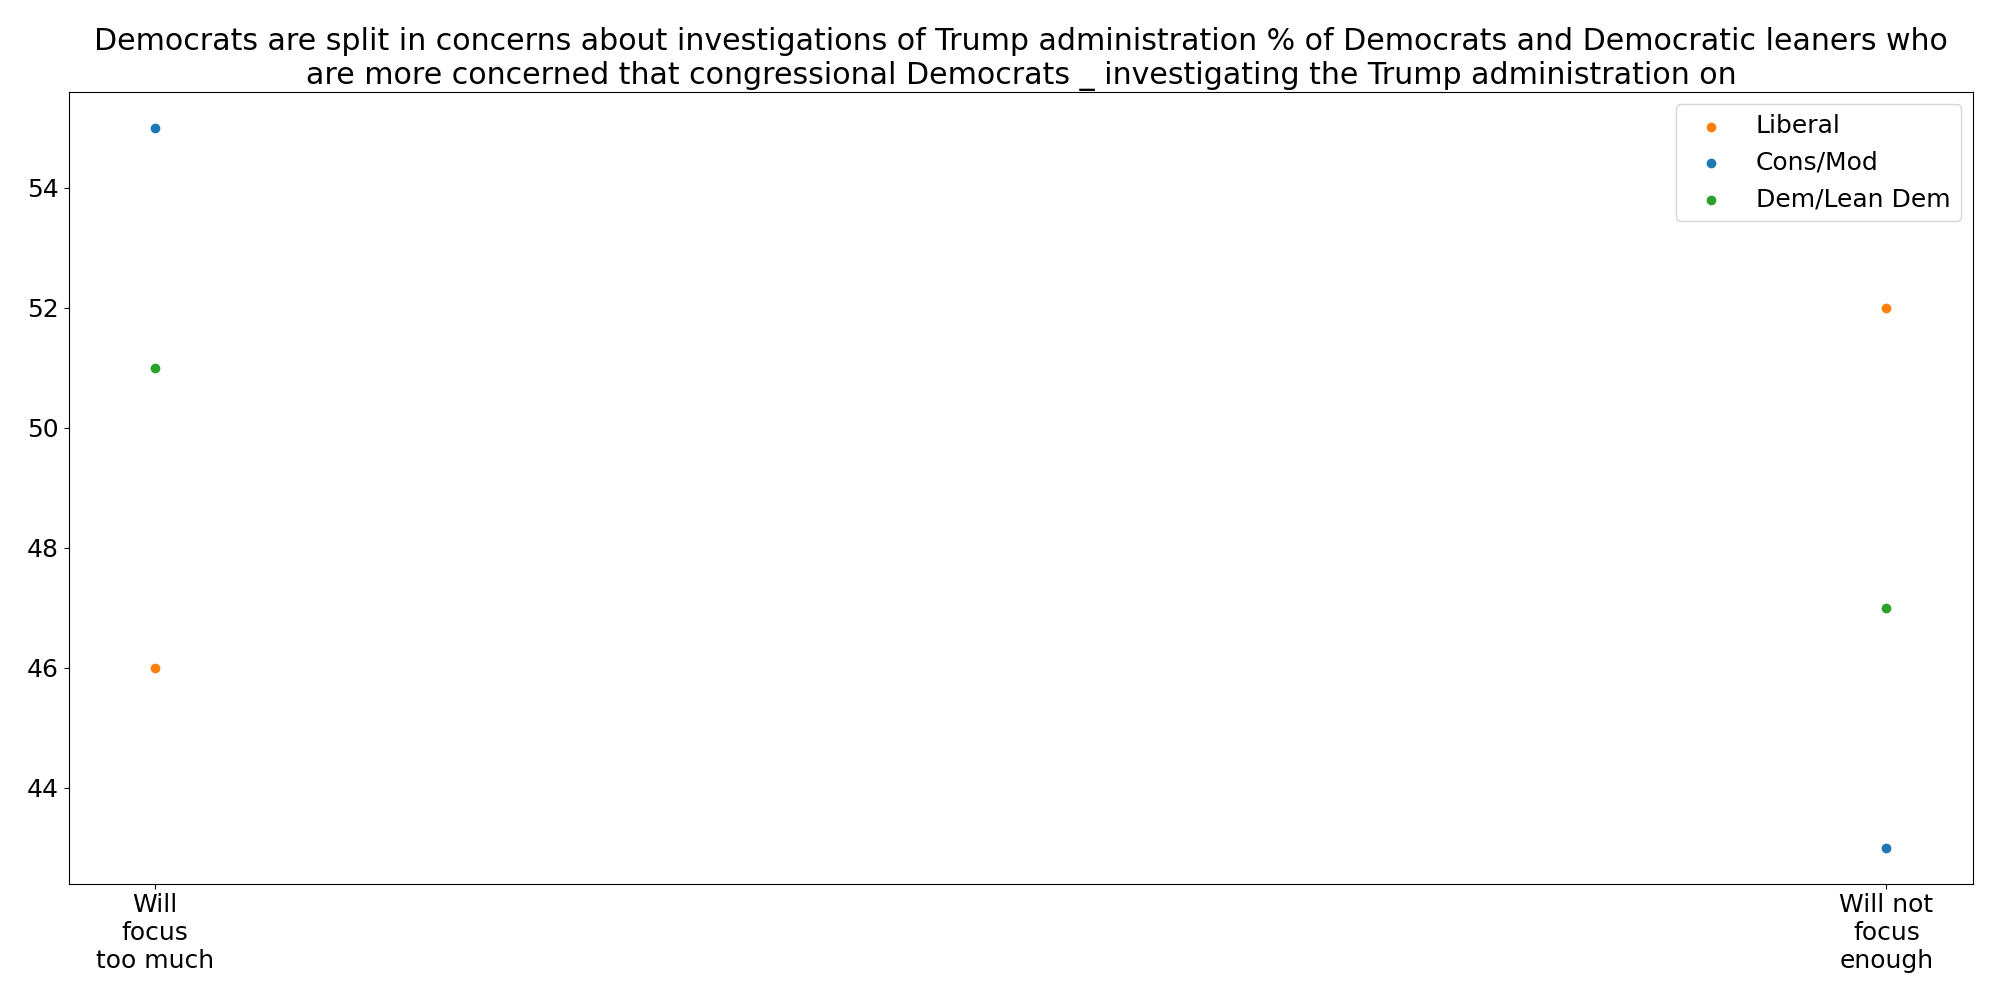 Democrats are split in concerns about investigations of Trump administration % of Democrats and Democratic leaners who
are more concerned that congressional Democrats _ investigating the Trump administration on
Liberal
Cons/Mod
Dem/Lean Dem
54
52
50
48
46
44
Will
focus
too much
Will not
focus
enough